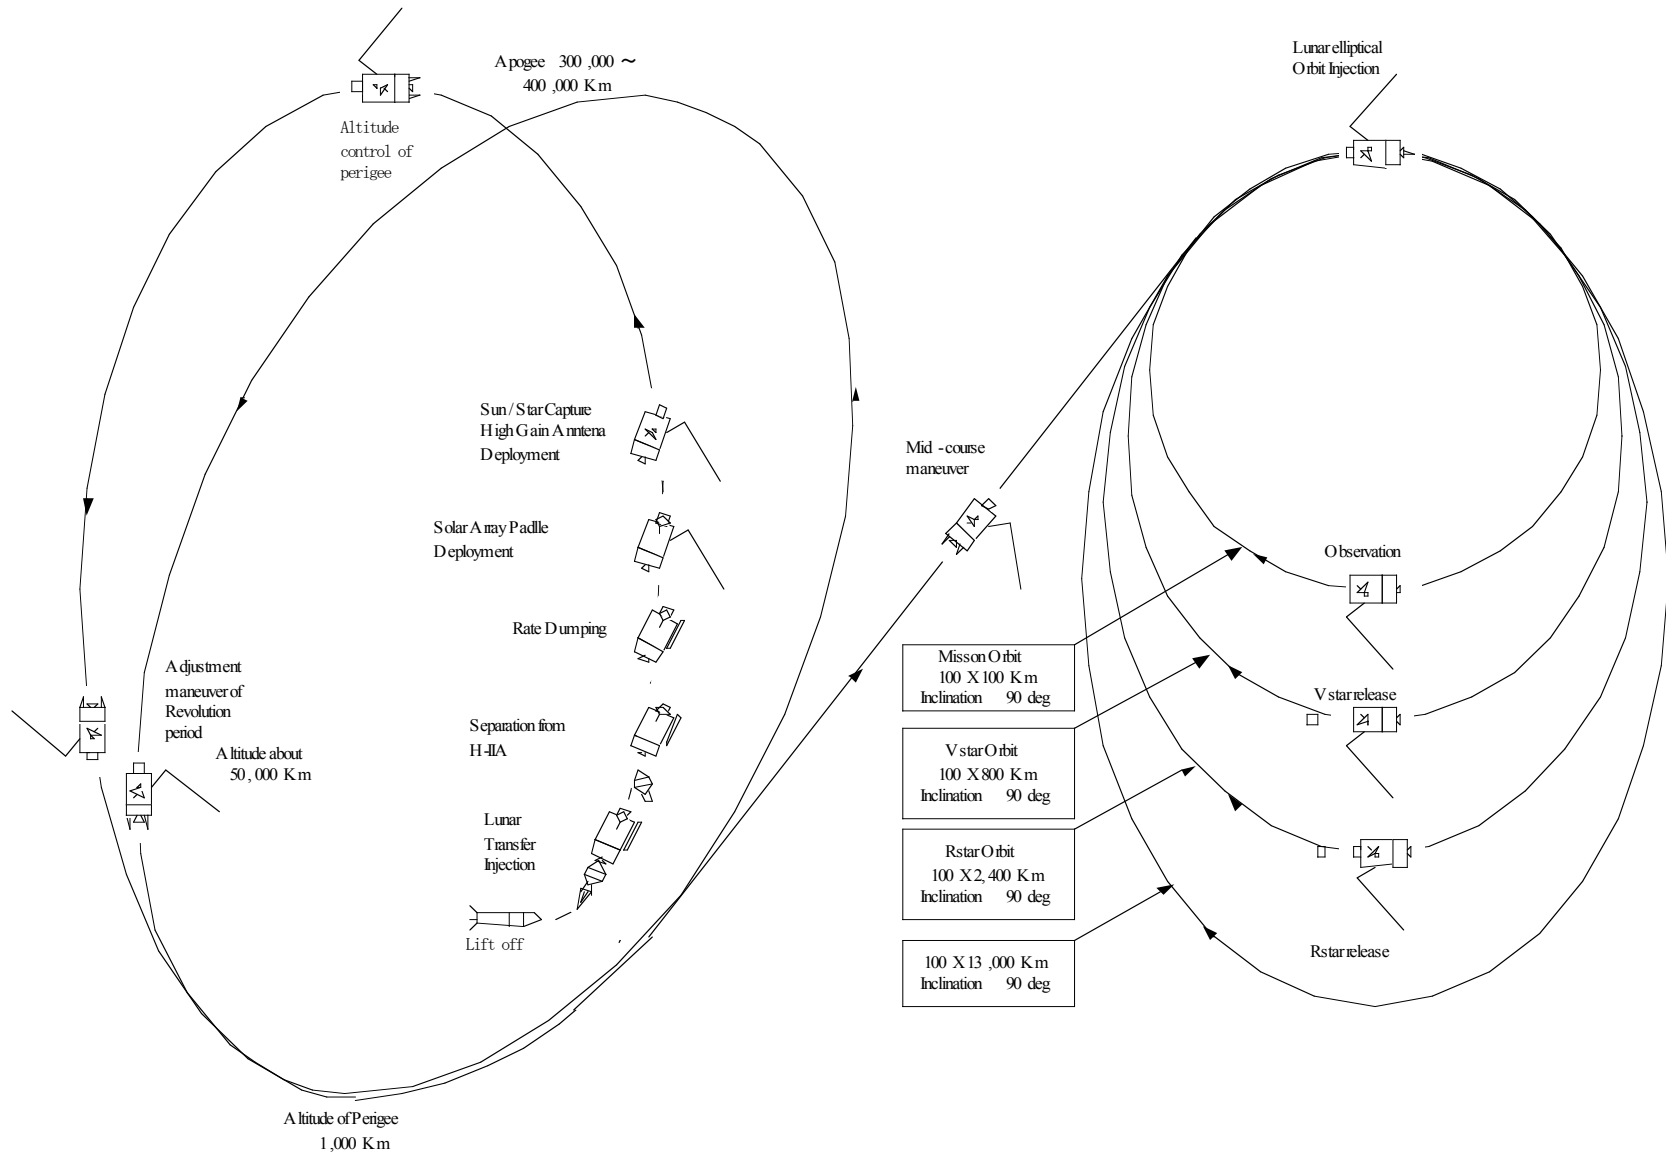 Apogee 300,000 ～
400,000 Km
Altitude
control of
perigee
Sun / Star Capture
High Gain Anntena
Deployment
Solar Array Padlle
Deployment
Rate Dumping
Separation from
H-IIA
Lunar
Transfer
Injection
Lift off
Adjustment
maneuver of
Revolution
period
Altitude about
50,000 Km
Altitude of Perigee
1,000 Km
Mid-course
maneuver
Lunar elliptical
Orbit Injection
Observation
Vstar release
Rstar release
Misson Orbit
100 X 100 Km
Inclination 90 deg
Vstar Orbit
100 X 800 Km
Inclination 90 deg
Rstar Orbit
100 X 2,400 Km
Inclination 90 deg
100 X 13,000 Km
Inclination 90 deg